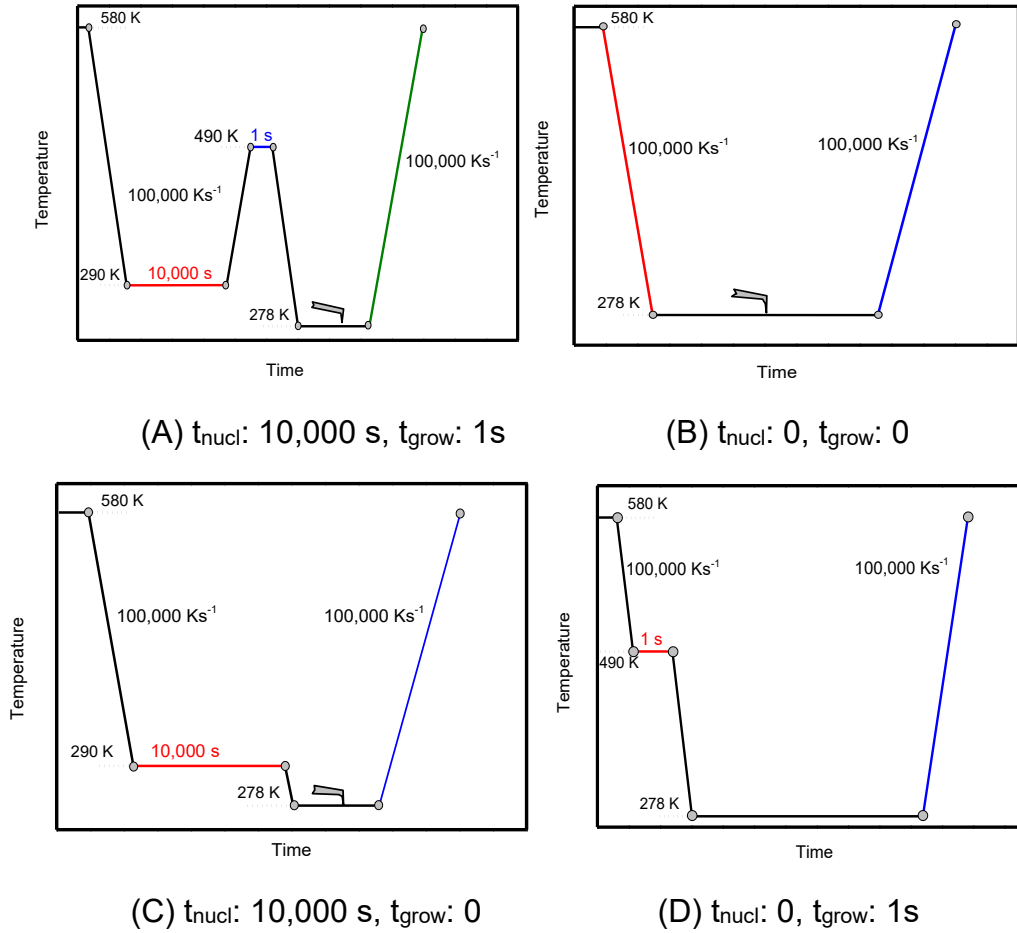 580 K
490 K
1 s
100,000 Ks⁻¹
100,000 Ks⁻¹
290 K
10,000 s
278 K
Temperature
Time
(A) tnucl: 10,000 s, tgrow: 1s
580 K
100,000 Ks⁻¹
100,000 Ks⁻¹
278 K
Temperature
Time
(B) tnucl: 0, tgrow: 0
580 K
100,000 Ks⁻¹
100,000 Ks⁻¹
290 K
10,000 s
278 K
Temperature
Time
(C) tnucl: 10,000 s, tgrow: 0
580 K
100,000 Ks⁻¹
100,000 Ks⁻¹
1 s
490 K
278 K
Temperature
Time
(D) tnucl: 0, tgrow: 1s